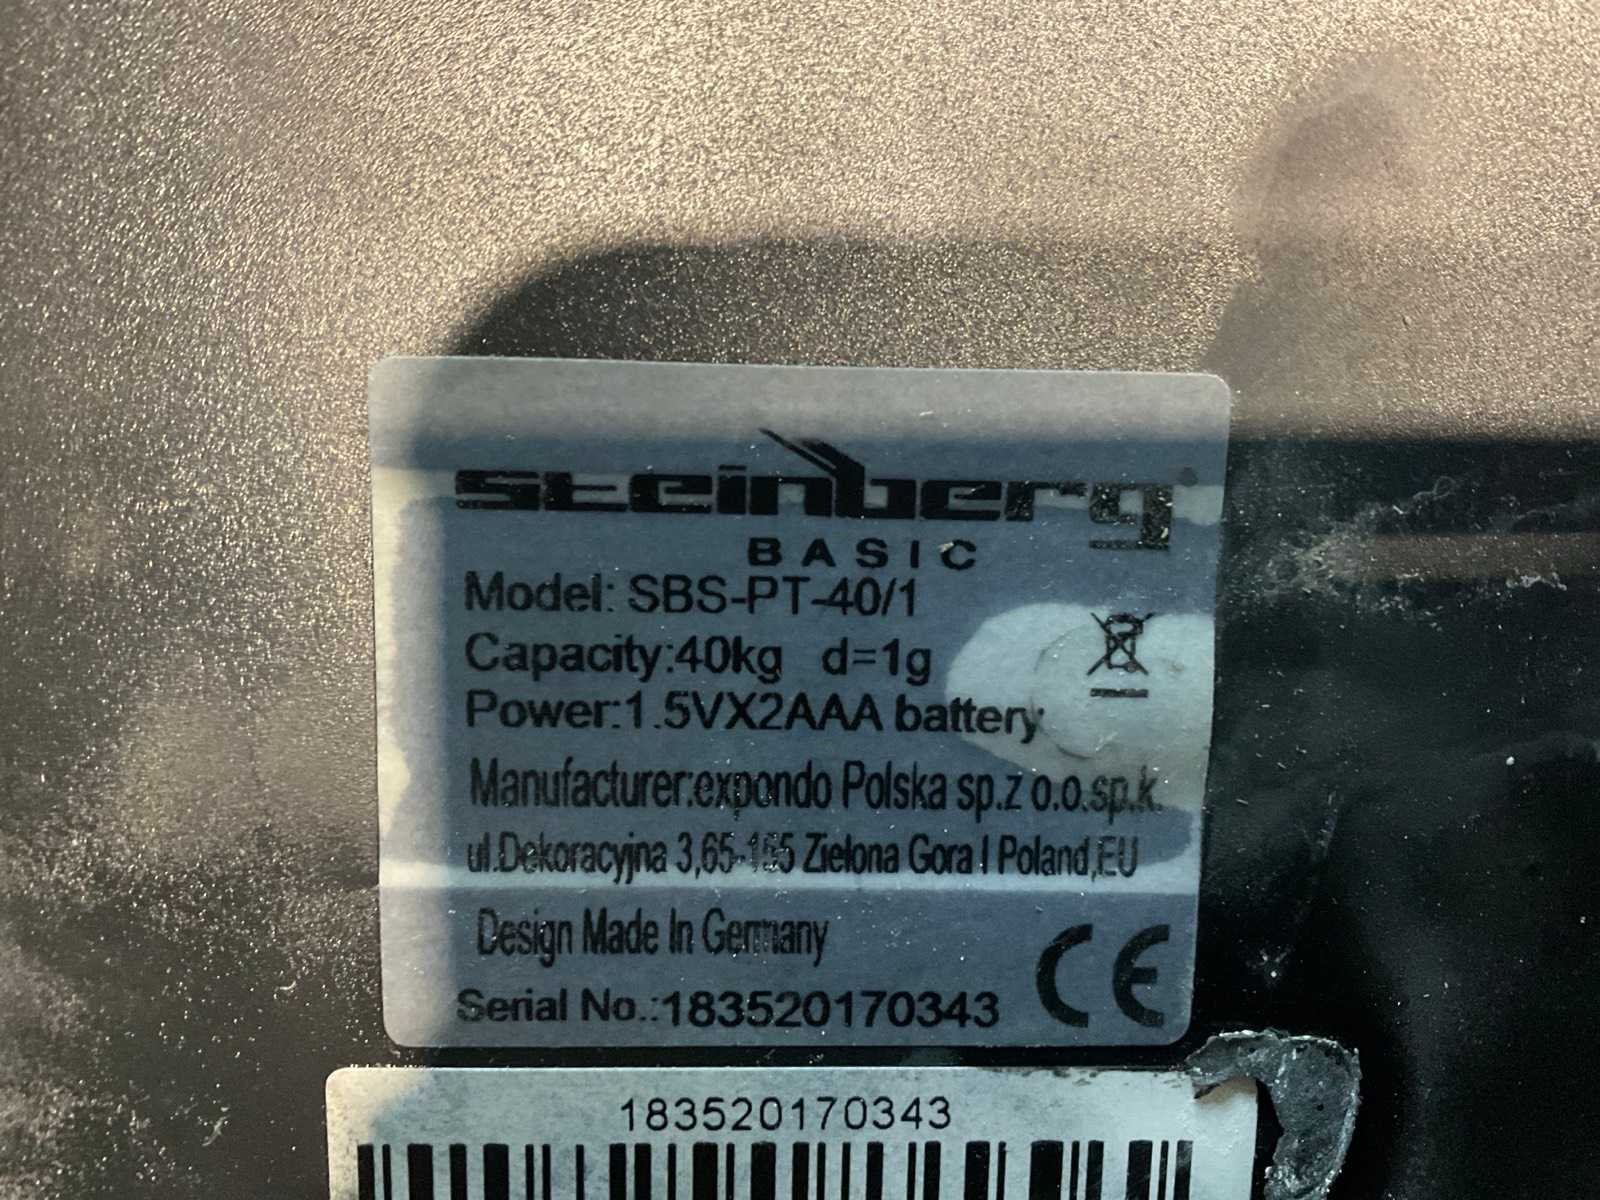 steinberg
BASIC
Model: SBS-PT-40/1
Capacity:40kg d=1g
Power:1.5VX2AAA battery
Manufacturer:expondo Polska sp.z o.o.sp.k.
ul.Dekoracyjna 3,65-155 Zielona Gora I Poland,EU
Design Made In Germany
CE
Serial No.:183520170343
183520170343